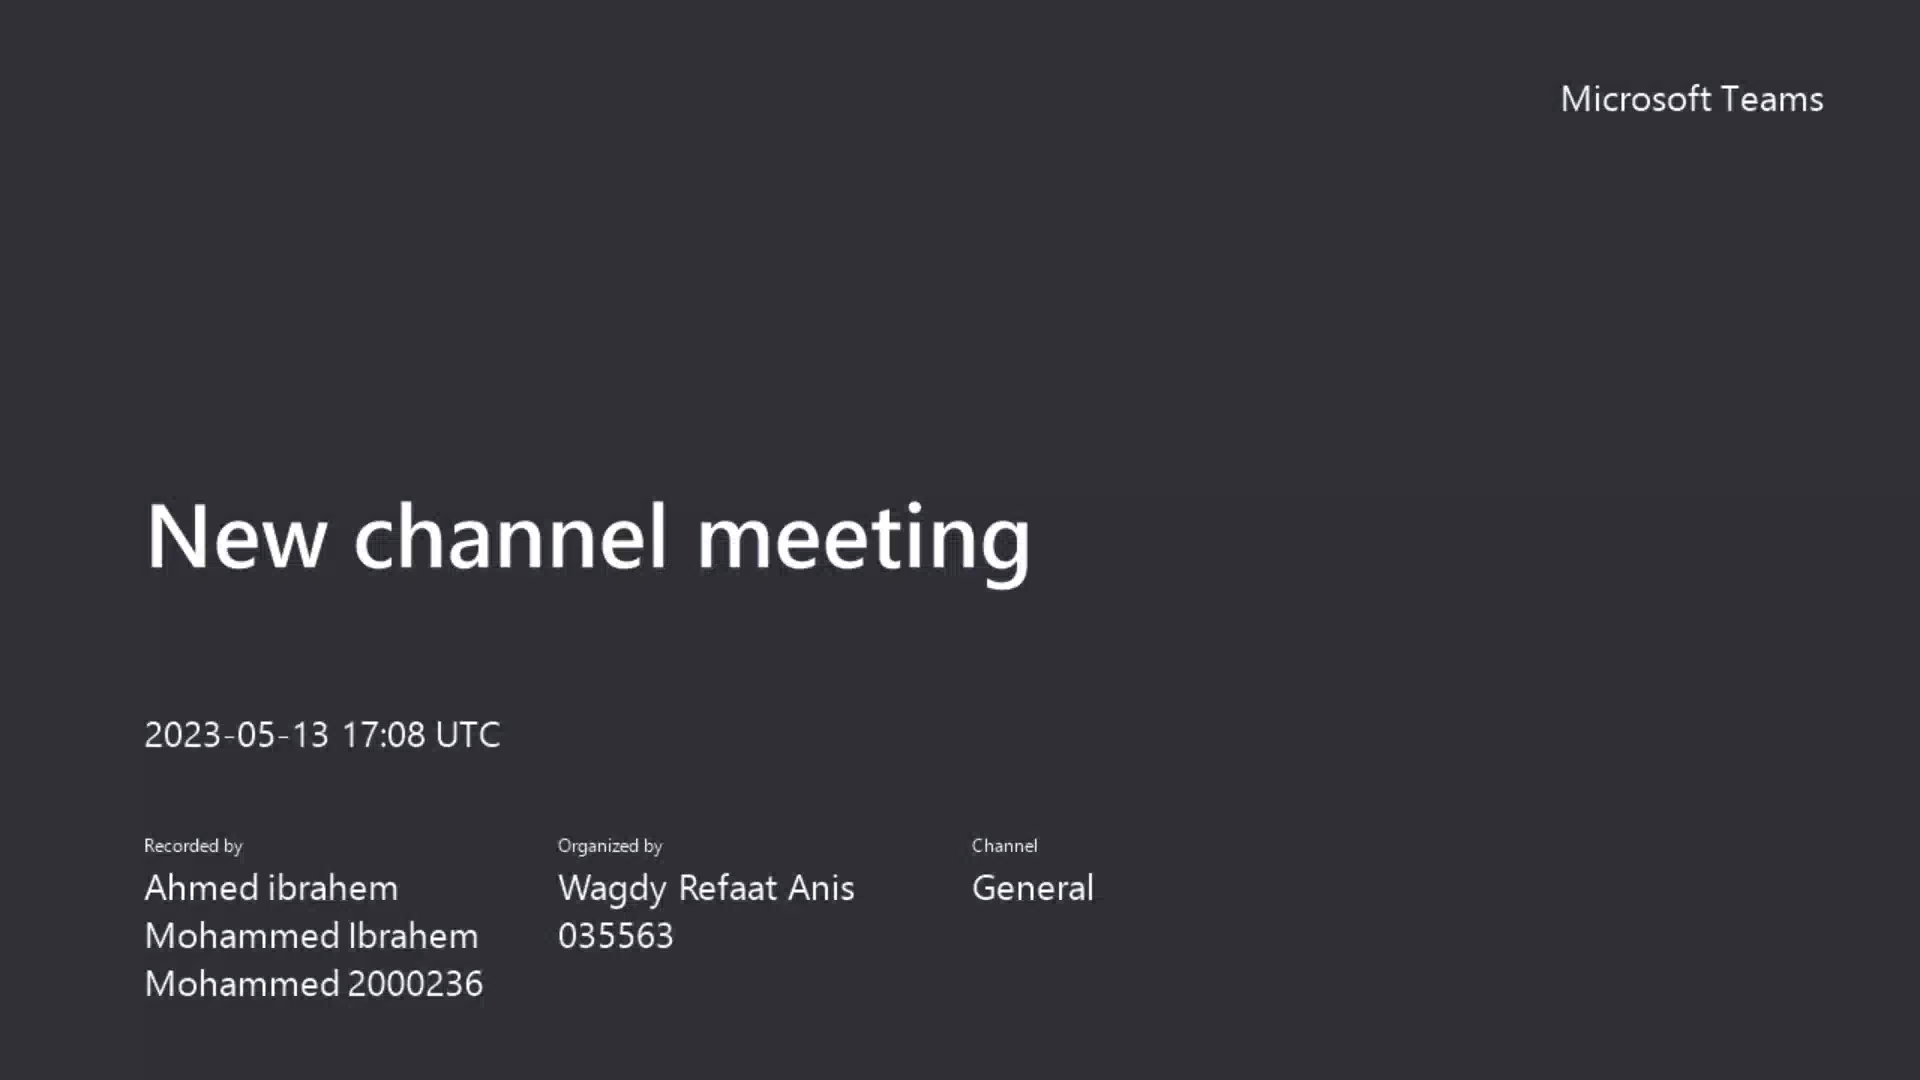 Microsoft Teams
New channel meeting
2023-05-13 17:08 UTC
Recorded by
Ahmed ibrahem
Mohammed Ibrahem
Mohammed 2000236
Organized by
Wagdy Refaat Anis
035563
Channel
General